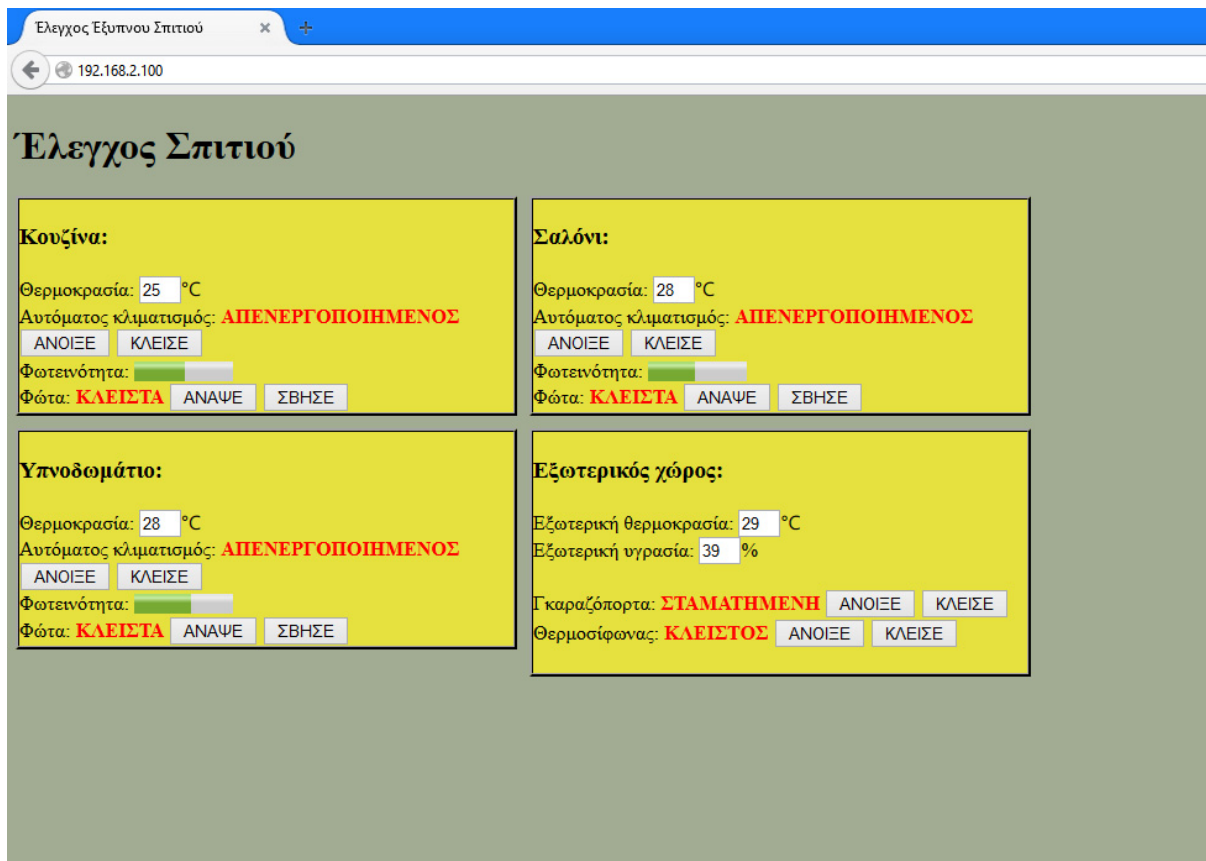 Έλεγχος Έξυπνου Σπιτιού
192.168.2.100
Έλεγχος Σπιτιού
Κουζίνα:
Θερμοκρασία: 25 °C
Αυτόματος κλιματισμός: ΑΠΕΝΕΡΓΟΠΟΙΗΜΕΝΟΣ
ΑΝΟΙΞΕ ΚΛΕΙΣΕ
Φωτεινότητα:
Φώτα: ΚΛΕΙΣΤΑ ΑΝΑΨΕ ΣΒΗΣΕ
Σαλόνι:
Θερμοκρασία: 28 °C
Αυτόματος κλιματισμός: ΑΠΕΝΕΡΓΟΠΟΙΗΜΕΝΟΣ
ΑΝΟΙΞΕ ΚΛΕΙΣΕ
Φωτεινότητα:
Φώτα: ΚΛΕΙΣΤΑ ΑΝΑΨΕ ΣΒΗΣΕ
Υπνοδωμάτιο:
Θερμοκρασία: 28 °C
Αυτόματος κλιματισμός: ΑΠΕΝΕΡΓΟΠΟΙΗΜΕΝΟΣ
ΑΝΟΙΞΕ ΚΛΕΙΣΕ
Φωτεινότητα:
Φώτα: ΚΛΕΙΣΤΑ ΑΝΑΨΕ ΣΒΗΣΕ
Εξωτερικός χώρος:
Εξωτερική θερμοκρασία: 29 °C
Εξωτερική υγρασία: 39 %
Γκαραζόπορτα: ΣΤΑΜΑΤΗΜΕΝΗ ΑΝΟΙΞΕ ΚΛΕΙΣΕ
Θερμοσίφωνας: ΚΛΕΙΣΤΟΣ ΑΝΟΙΞΕ ΚΛΕΙΣΕ